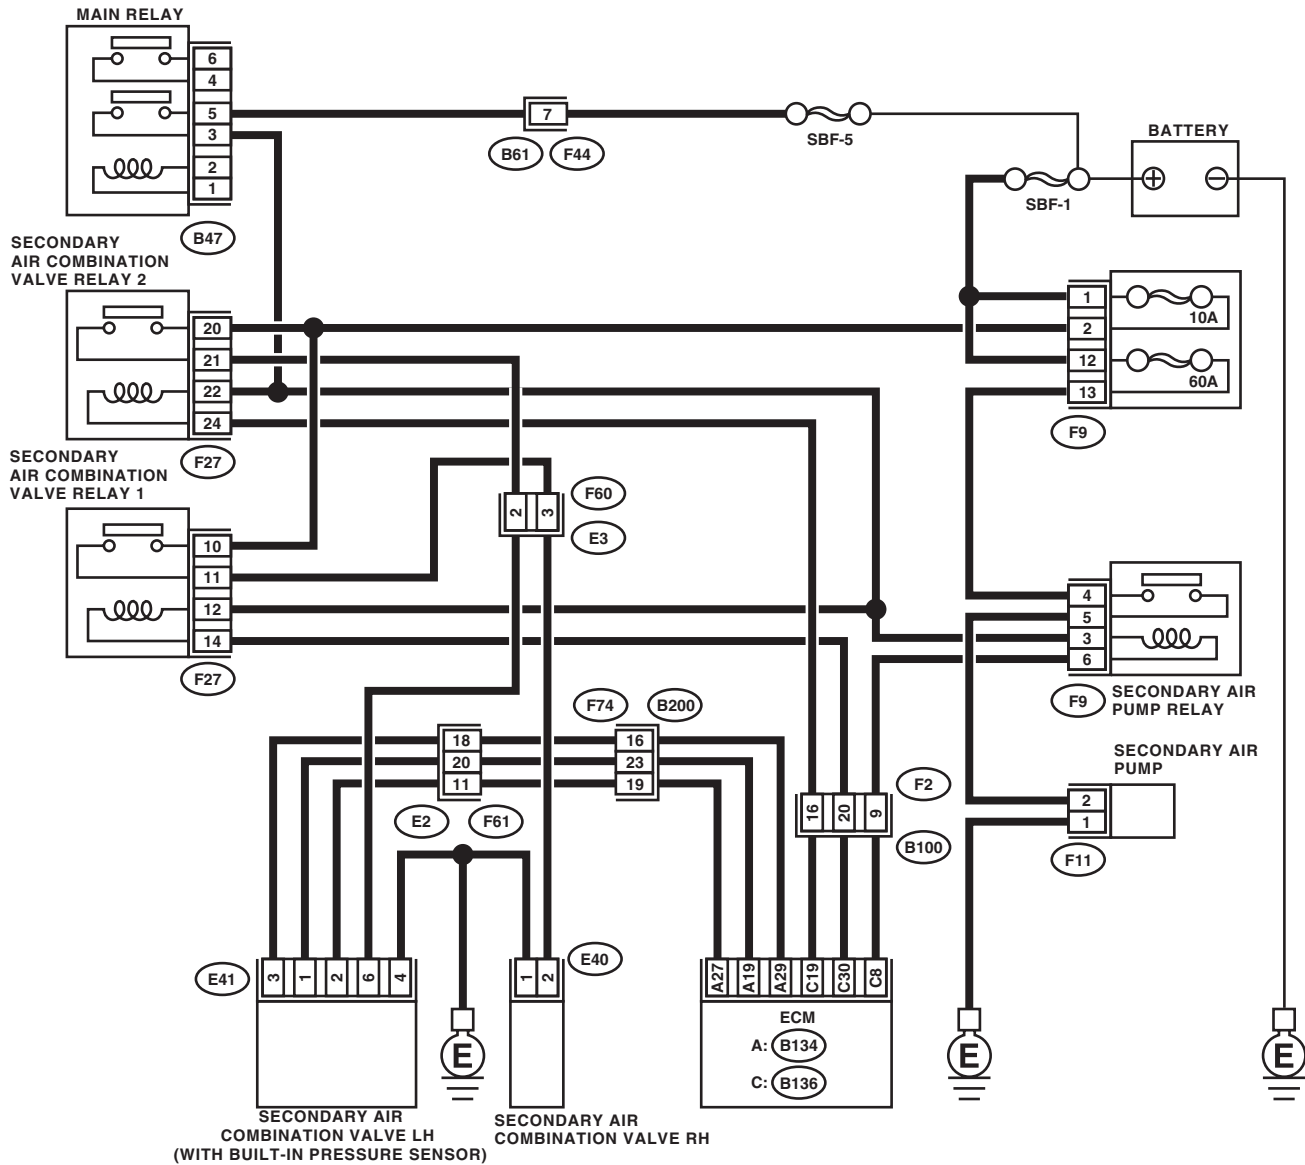 MAIN RELAY
6
4
5
3
2
1
B47
7
B61
F44
SBF-5
BATTERY
SBF-1
SECONDARY
AIR COMBINATION
VALVE RELAY 2
20
21
22
24
F27
1
2
12
13
10A
60A
F9
SECONDARY
AIR COMBINATION
VALVE RELAY 1
10
11
12
14
F27
2
3
F60
E3
4
5
3
6
F9
SECONDARY AIR
PUMP RELAY
F74
B200
18
20
11
16
23
19
E2
F61
SECONDARY AIR
PUMP
2
1
F11
16
20
9
F2
B100
E41
3
1
2
6
4
1
2
E40
A27
A19
A29
C19
C30
C8
ECM
A: B134
C: B136
E
E
E
SECONDARY AIR
COMBINATION VALVE LH
(WITH BUILT-IN PRESSURE SENSOR)
SECONDARY AIR
COMBINATION VALVE RH